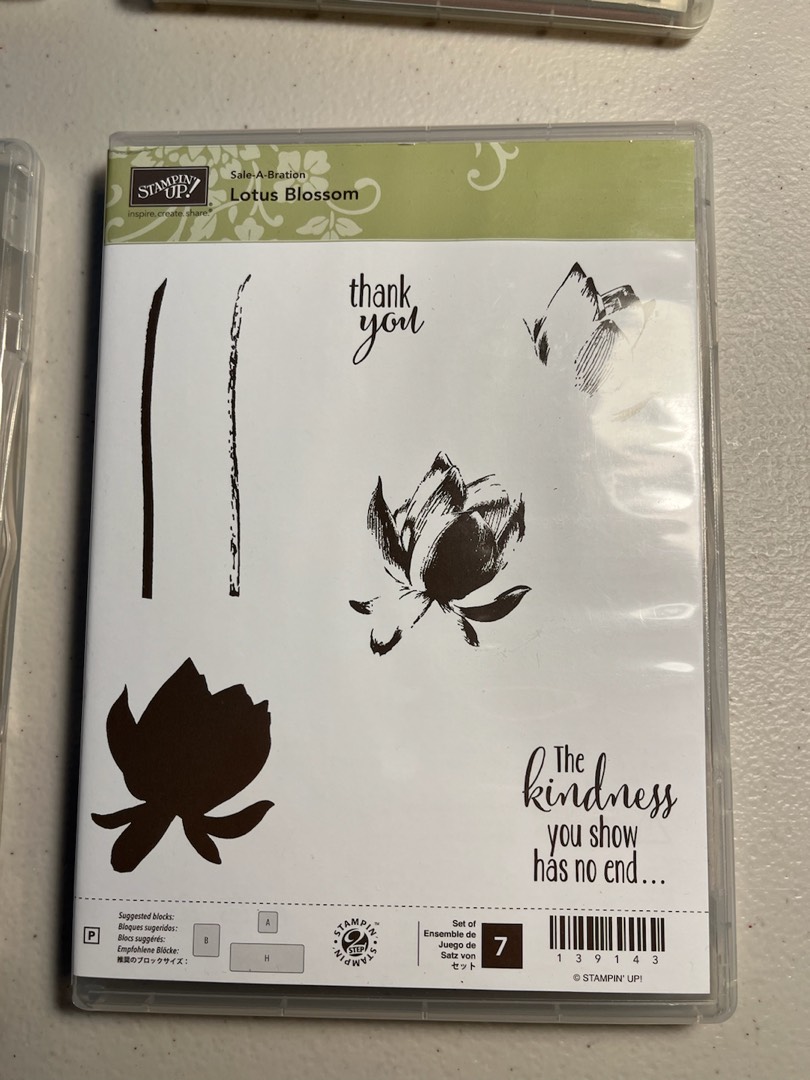 STAMPIN' UP!®
inspire. create. share.®
Sale-A-Bration
Lotus Blossom
thank
you
The
kindness
you show
has no end...
P
Suggested blocks:
Bloques sugeridos:
Blocs suggérés:
Empfohlene Blöcke:
推奨のブロックサイズ：
B
A
H
STAMPIN' 2 STEP STAMPIN'™
Set of
Ensemble de
Juego de
Satz von
セット
7
139143
© STAMPIN' UP!